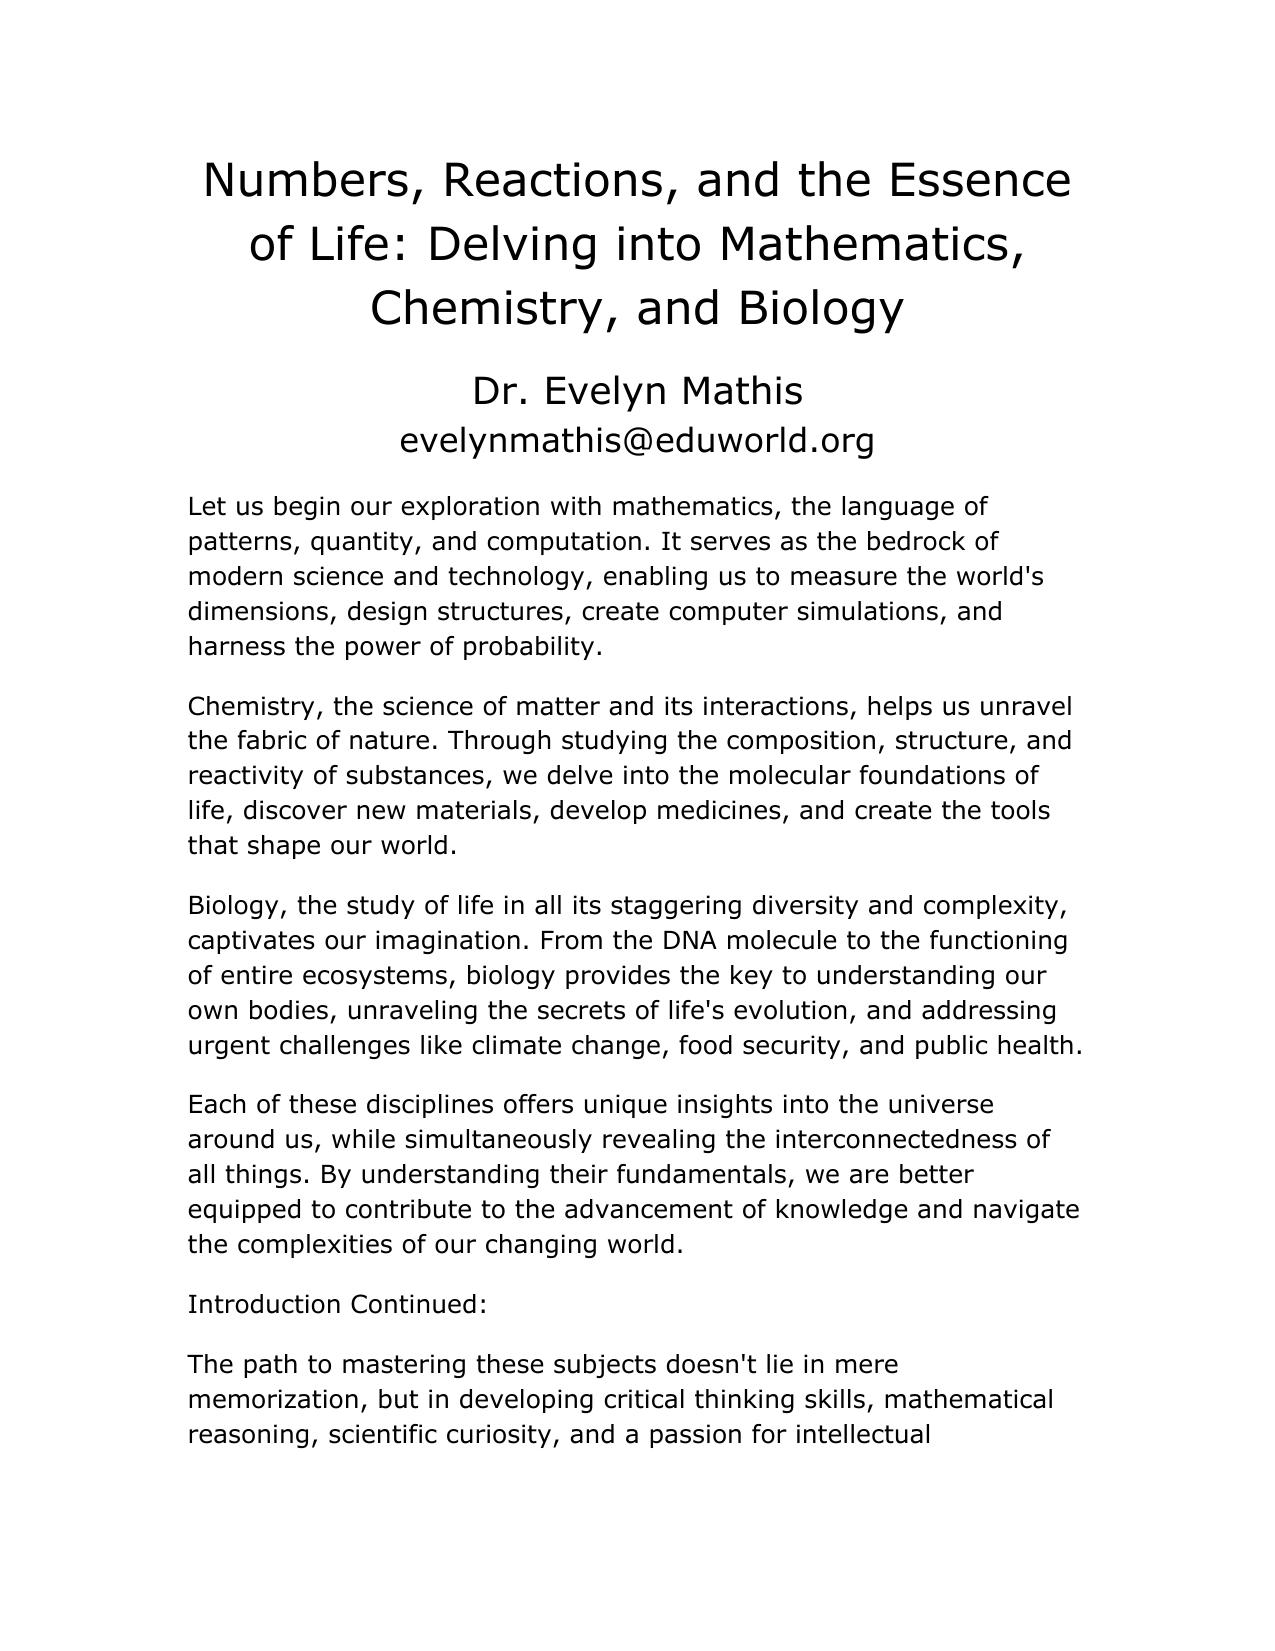 Numbers, Reactions, and the Essence
of Life: Delving into Mathematics,
Chemistry, and Biology
Dr. Evelyn Mathis
evelynmathis@eduworld.org
Let us begin our exploration with mathematics, the language of
patterns, quantity, and computation. It serves as the bedrock of
modern science and technology, enabling us to measure the world's
dimensions, design structures, create computer simulations, and
harness the power of probability.
Chemistry, the science of matter and its interactions, helps us unravel
the fabric of nature. Through studying the composition, structure, and
reactivity of substances, we delve into the molecular foundations of
life, discover new materials, develop medicines, and create the tools
that shape our world.
Biology, the study of life in all its staggering diversity and complexity,
captivates our imagination. From the DNA molecule to the functioning
of entire ecosystems, biology provides the key to understanding our
own bodies, unraveling the secrets of life's evolution, and addressing
urgent challenges like climate change, food security, and public health.
Each of these disciplines offers unique insights into the universe
around us, while simultaneously revealing the interconnectedness of
all things. By understanding their fundamentals, we are better
equipped to contribute to the advancement of knowledge and navigate
the complexities of our changing world.
Introduction Continued:
The path to mastering these subjects doesn't lie in mere
memorization, but in developing critical thinking skills, mathematical
reasoning, scientific curiosity, and a passion for intellectual